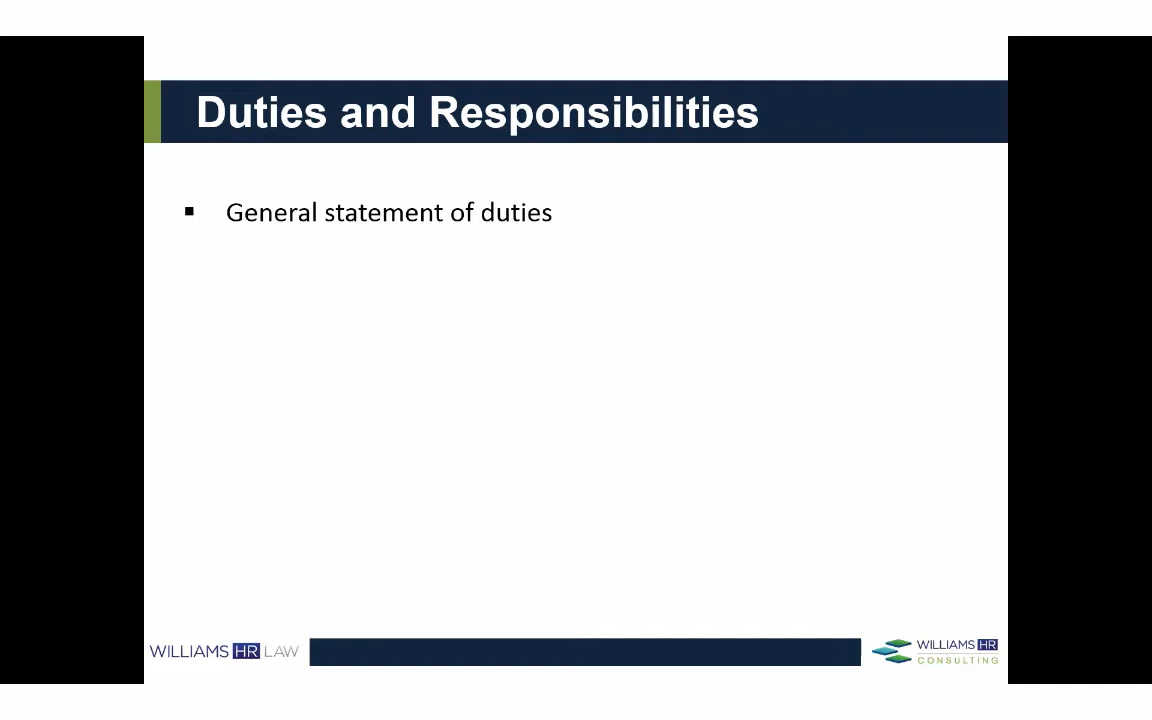 Duties and Responsibilities
▪ General statement of duties
WILLIAMS HR LAW
WILLIAMS HR
CONSULTING